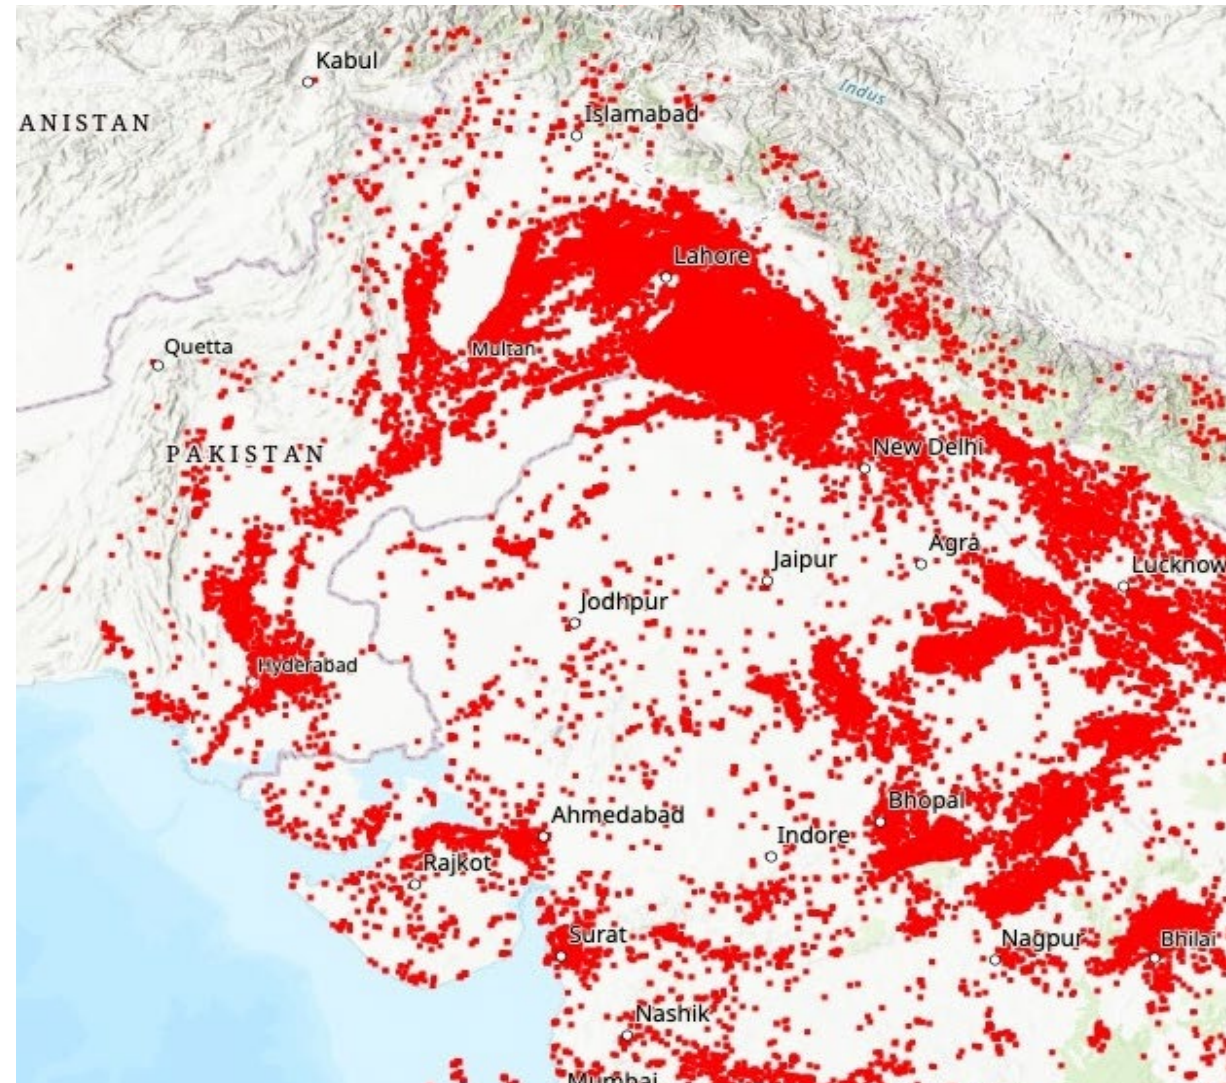 Kabul
Indus
ANISTAN
Islamabad
Lahore
Quetta
Multan
PAKISTAN
New Delhi
Agra
Jaipur
Lucknow
Jodhpur
Hyderabad
Bhopal
Ahmedabad
Indore
Rajkot
Surat
Nagpur
Bhilai
Nashik
Mumbai